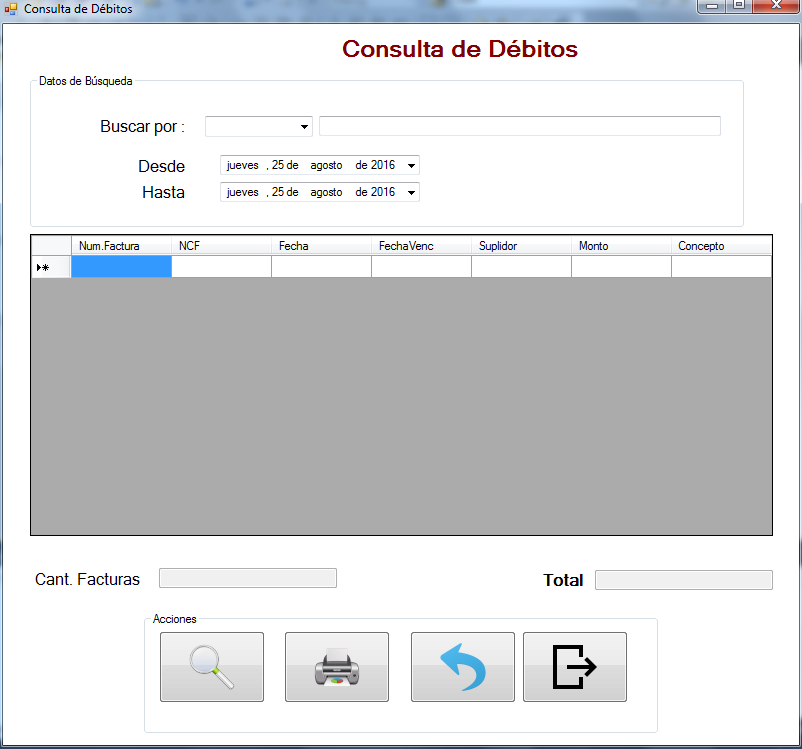 Consulta de Débitos
Consulta de Débitos
Datos de Búsqueda
Buscar por :
Desde jueves , 25 de agosto de 2016
Hasta jueves , 25 de agosto de 2016
Num.Factura NCF Fecha FechaVenc Suplidor Monto Concepto
Cant. Facturas Total
Acciones